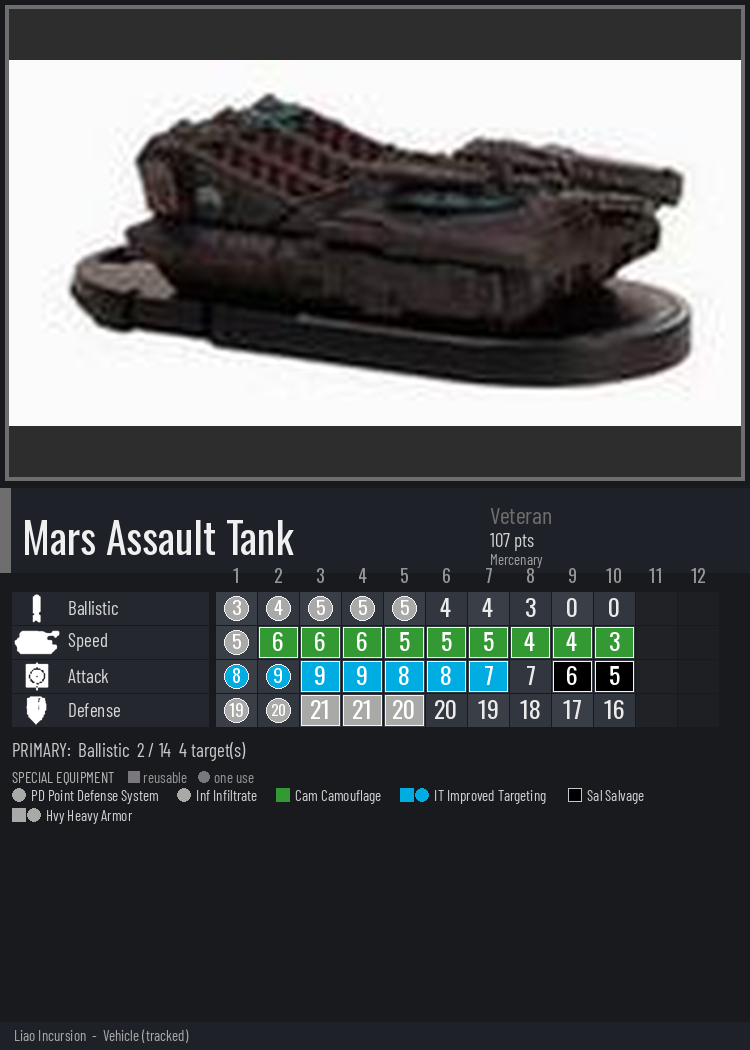 Mars Assault Tank
Veteran
107 pts
Mercenary
1 2 3 4 5 6 7 8 9 10 11 12
Ballistic 3 4 5 5 5 4 4 3 0 0
Speed 5 6 6 6 5 5 5 4 4 3
Attack 8 9 9 9 8 8 7 7 6 5
Defense 19 20 21 21 20 20 19 18 17 16
PRIMARY: Ballistic 2 / 14 4 target(s)
SPECIAL EQUIPMENT reusable one use
PD Point Defense System Inf Infiltrate Cam Camouflage IT Improved Targeting Sal Salvage
Hvy Heavy Armor
Liao Incursion - Vehicle (tracked)